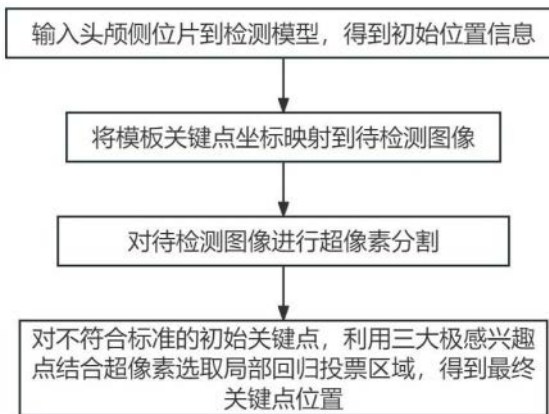 输入头颅侧位片到检测模型，得到初始位置信息
将模板关键点坐标映射到待检测图像
对待检测图像进行超像素分割
对不符合标准的初始关键点，利用三大极感兴趣
点结合超像素选取局部回归投票区域，得到最终
关键点位置